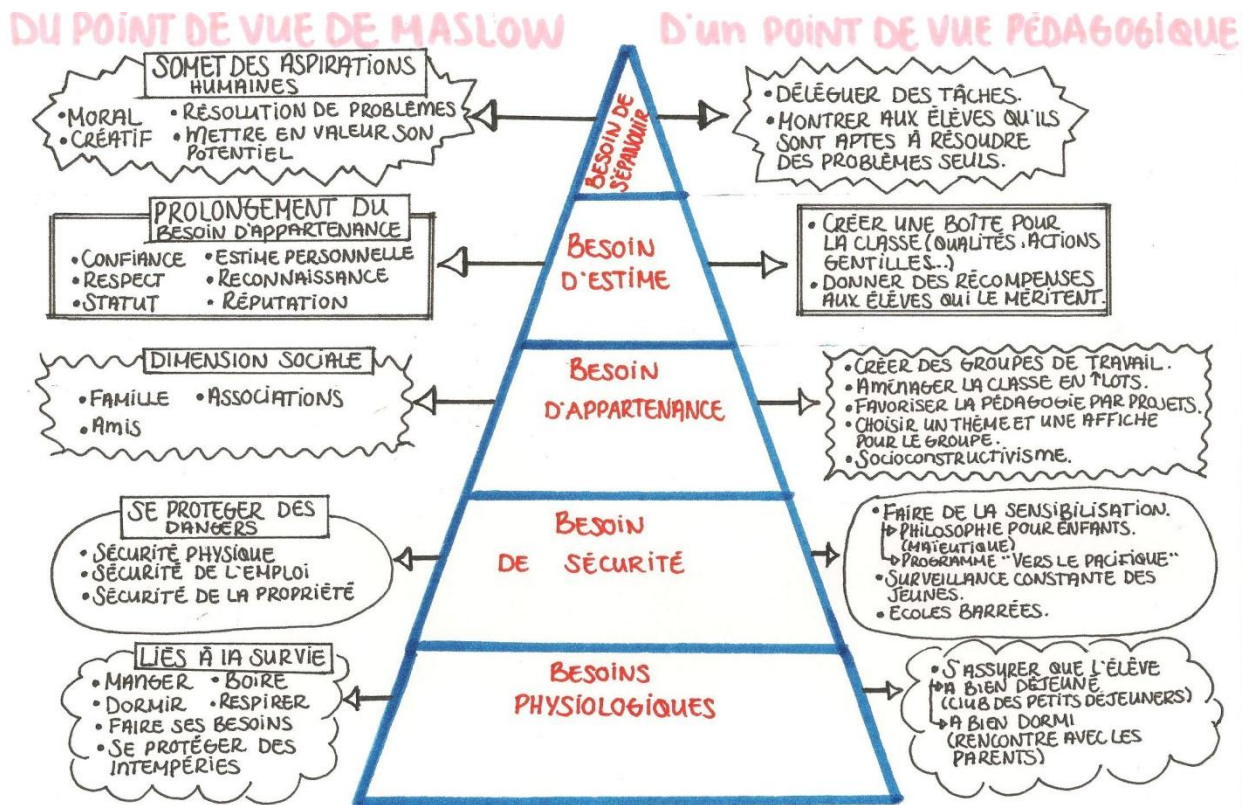 DU POINT DE VUE DE MASLOW
D'un POINT DE VUE PÉDAGOGIQUE
SOMET DES ASPIRATIONS
HUMAINES
• MORAL
• CRÉATIF
• RÉSOLUTION DE PROBLÈMES
• METTRE EN VALEUR SON
POTENTIEL
BESOIN DE
S'ÉPANOUIR
• DÉLÉGUER DES TÂCHES.
• MONTRER AUX ÉLÈVES QU'ILS
SONT APTES À RÉSOUDRE
DES PROBLÈMES SEULS.
PROLONGEMENT DU
BESOIN D'APPARTENANCE
• CONFIANCE • ESTIME PERSONNELLE
• RESPECT • RECONNAISSANCE
• STATUT • RÉPUTATION
BESOIN
D'ESTIME
• CRÉER UNE BOÎTE POUR
LA CLASSE (QUALITÉS, ACTIONS
GENTILLES...)
• DONNER DES RÉCOMPENSES
AUX ÉLÈVES QUI LE MÉRITENT.
DIMENSION SOCIALE
• FAMILLE • ASSOCIATIONS
• AMIS
BESOIN
D'APPARTENANCE
• CRÉER DES GROUPES DE TRAVAIL.
• AMÉNAGER LA CLASSE EN ÎLOTS.
• FAVORISER LA PÉDAGOGIE PAR PROJETS.
• CHOISIR UN THÈME ET UNE AFFICHE
POUR LE GROUPE.
• SOCIOCONSTRUCTIVISME.
SE PROTÉGER DES
DANGERS
• SÉCURITÉ PHYSIQUE
• SÉCURITÉ DE L'EMPLOI
• SÉCURITÉ DE LA PROPRIÉTÉ
BESOIN
DE SÉCURITÉ
• FAIRE DE LA SENSIBILISATION.
↳ PHILOSOPHIE POUR ENFANTS.
(MAÏEUTIQUE)
↳ PROGRAMME "VERS LE PACIFIQUE"
• SURVEILLANCE CONSTANTE DES
JEUNES.
• ÉCOLES BARRÉES.
LIÉS À LA SURVIE
• MANGER • BOIRE
• DORMIR • RESPIRER
• FAIRE SES BESOINS
• SE PROTÉGER DES
INTEMPÉRIES
BESOINS
PHYSIOLOGIQUES
• S'ASSURER QUE L'ÉLÈVE
↳ A BIEN DÉJEUNÉ
(CLUB DES PETITS DÉJEUNERS)
↳ A BIEN DORMI
(RENCONTRE AVEC LES
PARENTS)